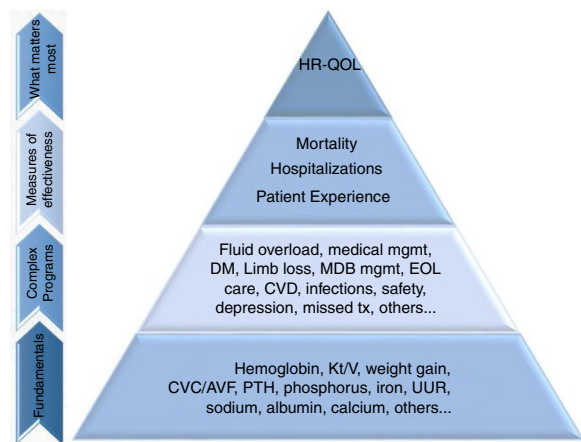 What matters
most
HR-QOL
Measures of
effectiveness
Mortality
Hospitalizations
Patient Experience
Complex
Programs
Fluid overload, medical mgmt,
DM, Limb loss, MDB mgmt, EOL
care, CVD, infections, safety,
depression, missed tx, others...
Fundamentals
Hemoglobin, Kt/V, weight gain,
CVC/AVF, PTH, phosphorus, iron, UUR,
sodium, albumin, calcium, others...